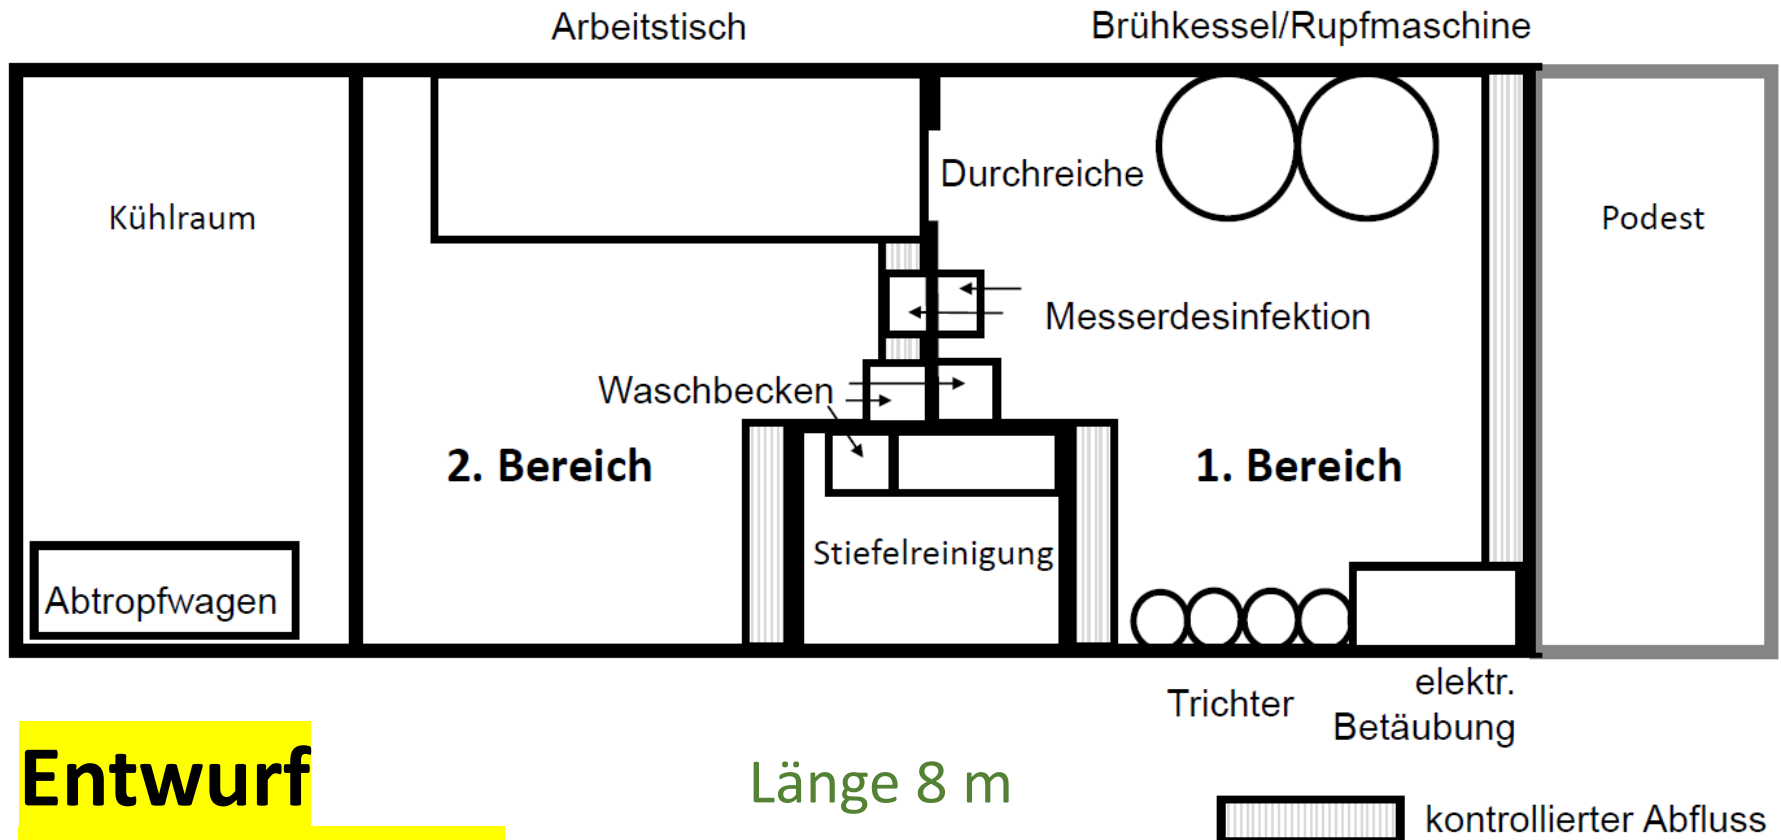 Arbeitstisch
Brühkessel/Rupfmaschine
Durchreiche
Kühlraum
Podest
Messerdesinfektion
Waschbecken
2. Bereich
1. Bereich
Stiefelreinigung
Abtropfwagen
Trichter
elektr.
Betäubung
Entwurf
Länge 8 m
kontrollierter Abfluss